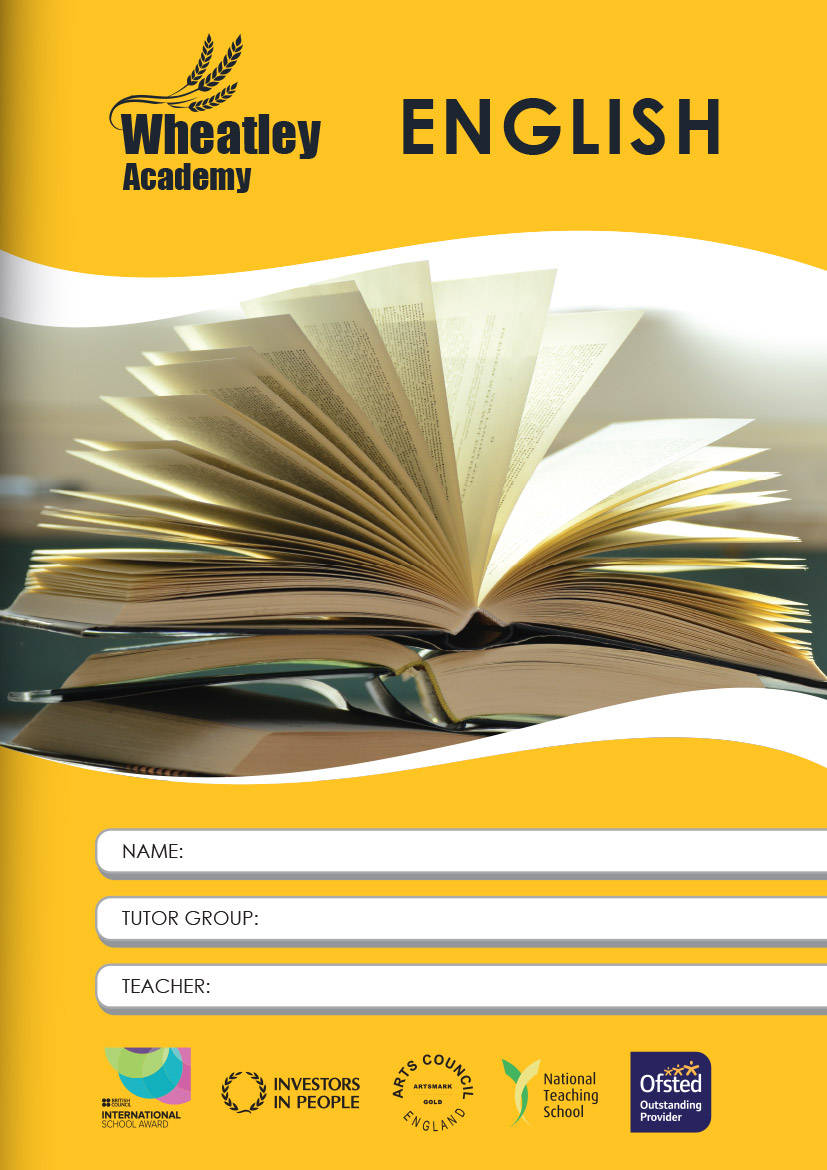 Wheatley
Academy
ENGLISH
NAME:
TUTOR GROUP:
TEACHER:
BRITISH
COUNCIL
INTERNATIONAL
SCHOOL AWARD
INVESTORS
IN PEOPLE
ARTS COUNCIL
ARTSMARK
GOLD
ENGLAND
National
Teaching
School
Ofsted
Outstanding
Provider